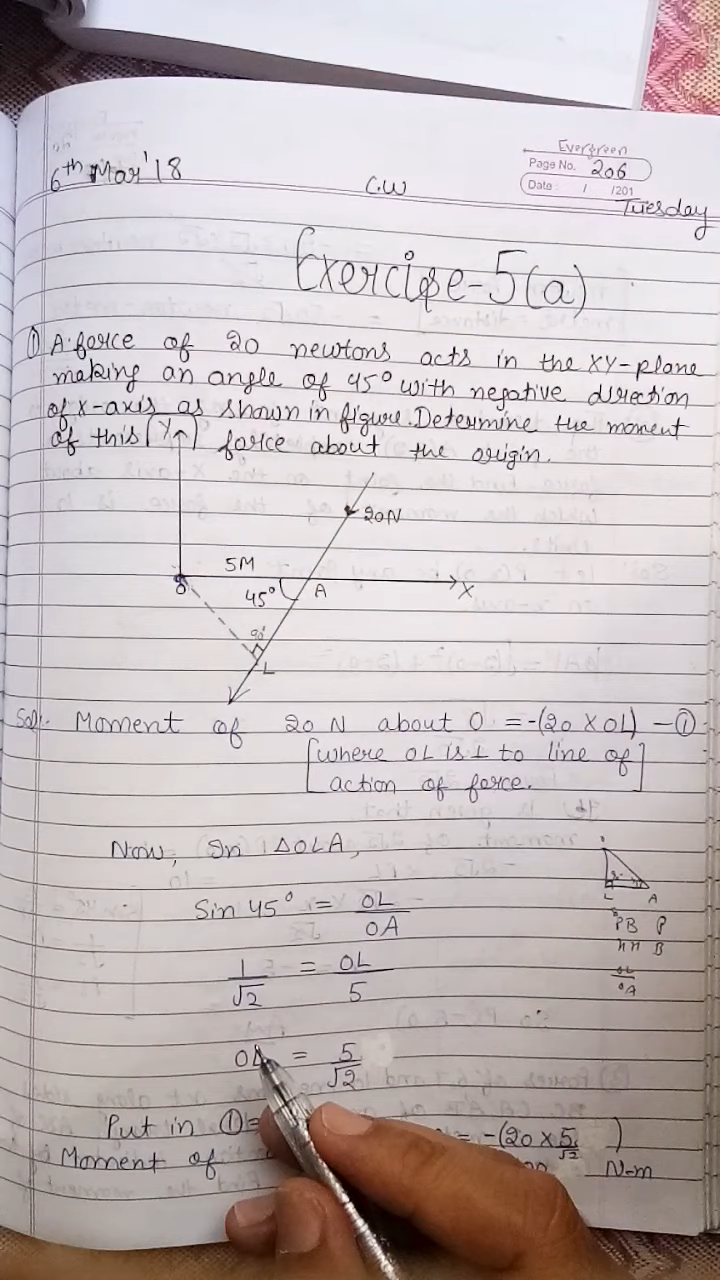 Evergreen
Page No. 206
Date: / /201
6th Mar'18
C.W
Tuesday
Exercise-5(a)
① A force of 20 newtons acts in the XY-plane
making an angle of 45° with negative direction
of X-axis as shown in figure. Determine the moment
of this force about the origin.
Y
20N
5M
O
45°
A
X
90°
L
Sol:- Moment of 20 N about O = -(20 X OL) - ①
[where OL is ⊥ to line of
action of force.]
Now, In ΔOLA,
Sin 45° = OL
OA
1 = OL
√2 5
OL = 5
√2
L A
P B P
H H B
OL
OA
Put in ① = = -(20 × 5 )
√2
Moment of N-m